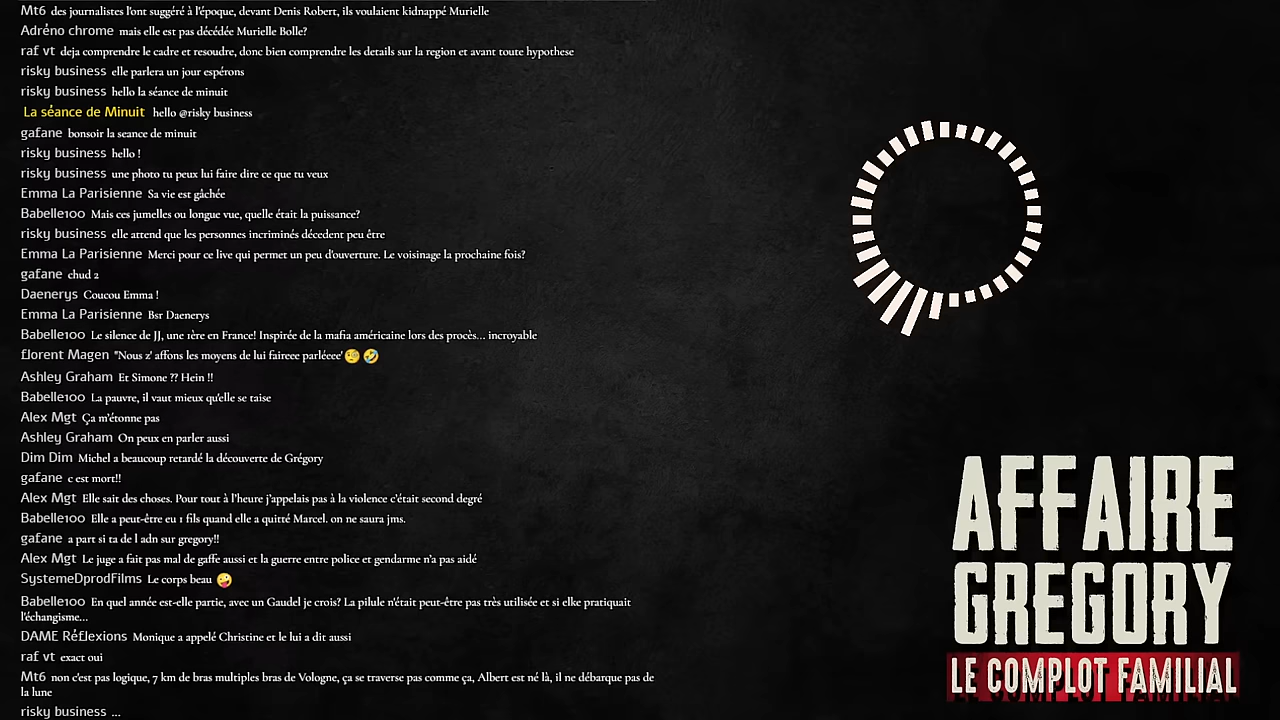 Mt6 des journalistes l'ont suggéré à l'époque, devant Denis Robert, ils voulaient kidnappé Murielle
Adréno chrome mais elle est pas décédée Murielle Bolle?
raf vt deja comprendre le cadre et resoudre, donc bien comprendre les details sur la region et avant toute hypothese
risky business elle parlera un jour espérons
risky business hello la séance de minuit
La séance de Minuit hello @risky business
gafane bonsoir la seance de minuit
risky business hello !
risky business une photo tu peux lui faire dire ce que tu veux
Emma La Parisienne Sa vie est gâchée
Babelle100 Mais ces jumelles ou longue vue, quelle était la puissance?
risky business elle attend que les personnes incriminés décedent peu être
Emma La Parisienne Merci pour ce live qui permet un peu d'ouverture. Le voisinage la prochaine fois?
gafane chud 2
Daenerys Coucou Emma !
Emma La Parisienne Bsr Daenerys
Babelle100 Le silence de JJ, une 1ère en France! Inspirée de la mafia américaine lors des procès... incroyable
florent Magen "Nous z' affons les moyens de lui faireee parléeee' 🧐 🤣
Ashley Graham Et Simone ?? Hein !!
Babelle100 La pauvre, il vaut mieux qu'elle se taise
Alex Mgt Ça m'étonne pas
Ashley Graham On peux en parler aussi
Dim Dim Michel a beaucoup retardé la découverte de Grégory
gafane c est mort!!
Alex Mgt Elle sait des choses. Pour tout à l'heure j'appelais pas à la violence c'était second degré
Babelle100 Elle a peut-être eu 1 fils quand elle a quitté Marcel. on ne saura jms.
gafane a part si ta de l adn sur gregory!!
Alex Mgt Le juge a fait pas mal de gaffe aussi et la guerre entre police et gendarme n'a pas aidé
SystemeDprodFilms Le corps beau 🤪
Babelle100 En quel année est-elle partie, avec un Gaudel je crois? La pilule n'était peut-être pas très utilisée et si elke pratiquait
l'échangisme...
DAME Réflexions Monique a appelé Christine et le lui a dit aussi
raf vt exact oui
Mt6 non c'est pas logique, 7 km de bras multiples bras de Vologne, ça se traverse pas comme ça, Albert est né là, il ne débarque pas de
la lune
risky business ...
AFFAIRE
GREGORY
LE COMPLOT FAMILIAL